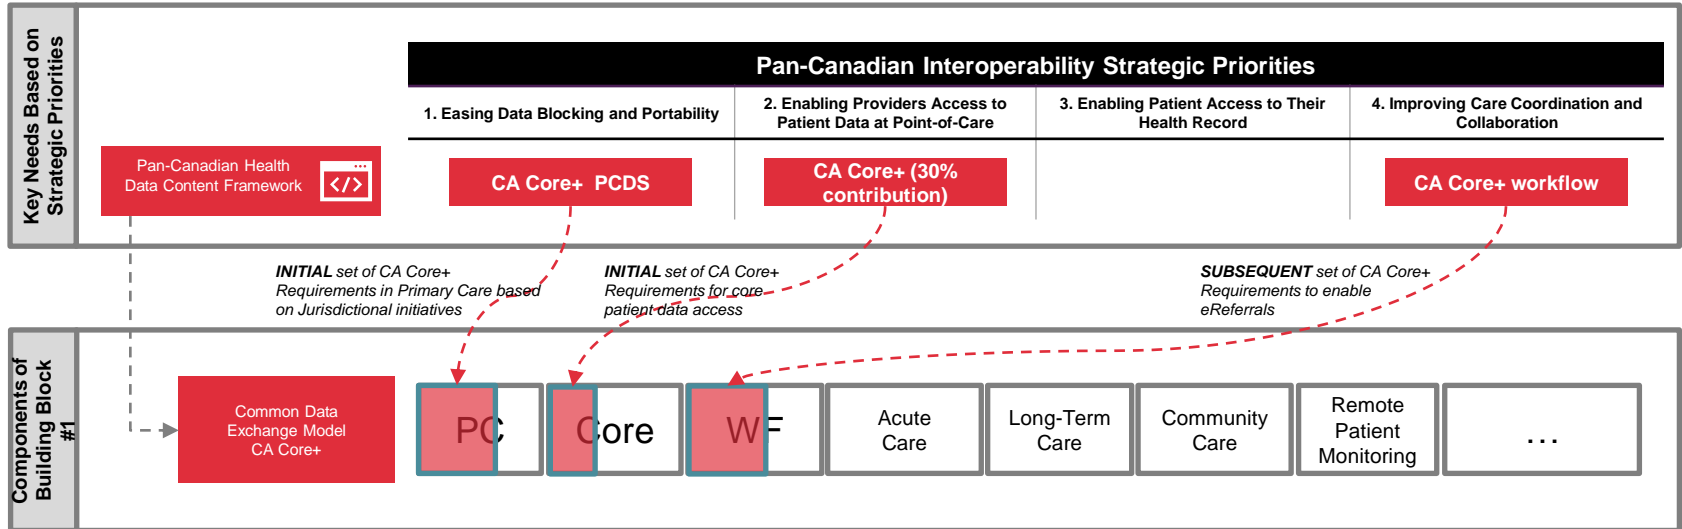 Key Needs Based on
Strategic Priorities
Pan-Canadian Interoperability Strategic Priorities
1. Easing Data Blocking and Portability
2. Enabling Providers Access to
Patient Data at Point-of-Care
3. Enabling Patient Access to Their
Health Record
4. Improving Care Coordination and
Collaboration
Pan-Canadian Health
Data Content Framework
</>
CA Core+ PCDS
CA Core+ (30%
contribution)
CA Core+ workflow
INITIAL set of CA Core+
Requirements in Primary Care based
on Jurisdictional initiatives
INITIAL set of CA Core+
Requirements for core
patient data access
SUBSEQUENT set of CA Core+
Requirements to enable
eReferrals
Components of
Building Block
#1
Common Data
Exchange Model
CA Core+
PC
Core
WF
Acute
Care
Long-Term
Care
Community
Care
Remote
Patient
Monitoring
...